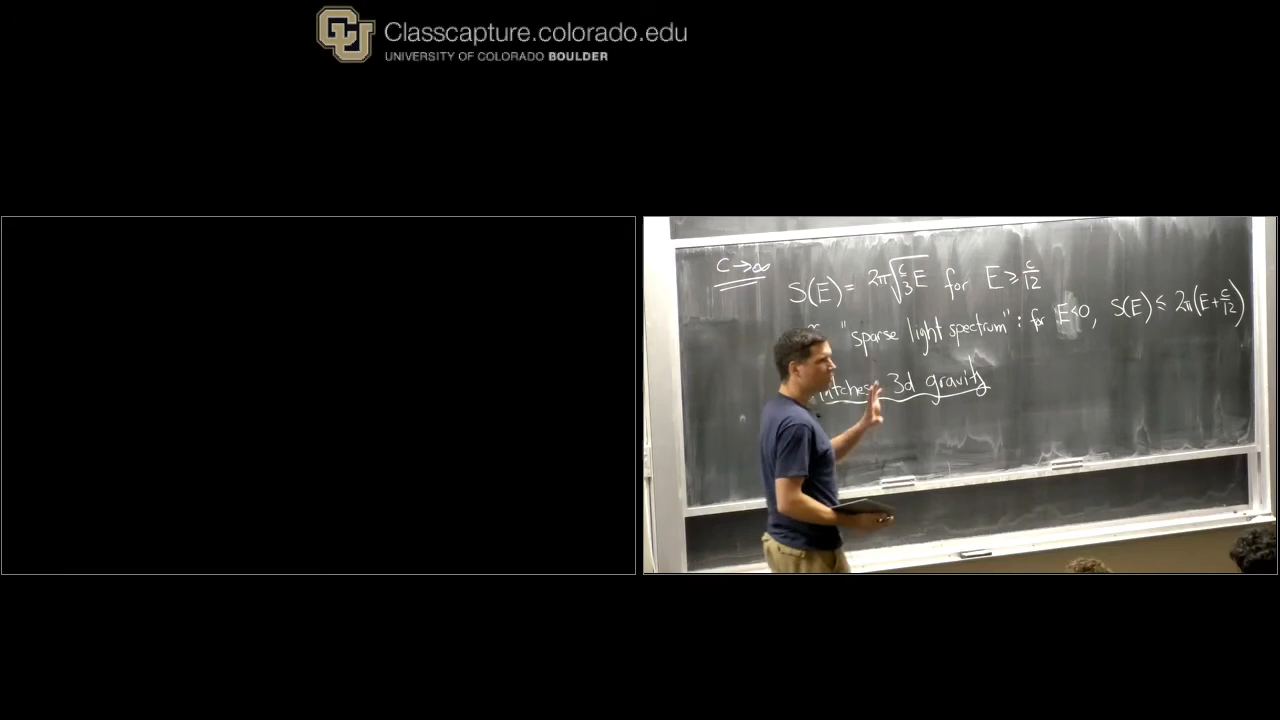 Classcapture.colorado.edu
UNIVERSITY OF COLORADO BOULDER
C→∞
S(E) = 2π√(c/3 E) for E ≥ c/12
"sparse light spectrum": for E<0, S(E) ≤ 2π(E + c/12)
3d gravity